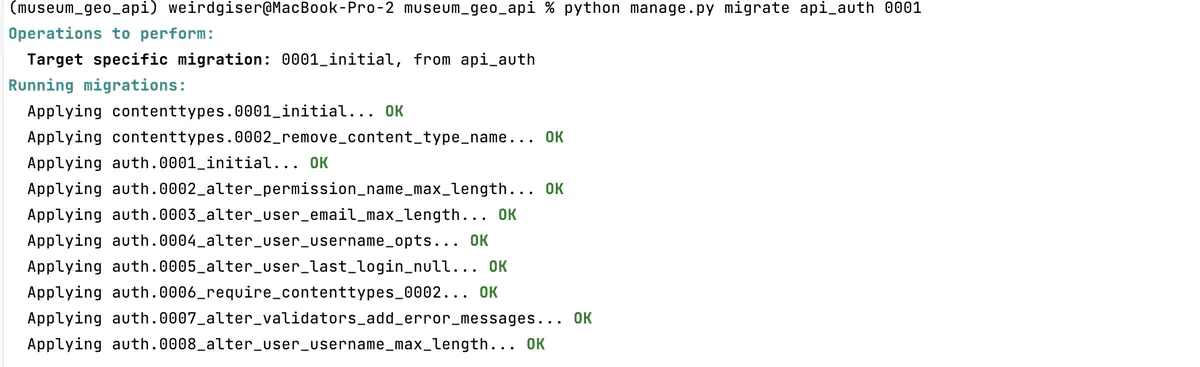 (museum_geo_api) weirdgiser@MacBook-Pro-2 museum_geo_api % python manage.py migrate api_auth 0001
Operations to perform:
  Target specific migration: 0001_initial, from api_auth
Running migrations:
  Applying contenttypes.0001_initial... OK
  Applying contenttypes.0002_remove_content_type_name... OK
  Applying auth.0001_initial... OK
  Applying auth.0002_alter_permission_name_max_length... OK
  Applying auth.0003_alter_user_email_max_length... OK
  Applying auth.0004_alter_user_username_opts... OK
  Applying auth.0005_alter_user_last_login_null... OK
  Applying auth.0006_require_contenttypes_0002... OK
  Applying auth.0007_alter_validators_add_error_messages... OK
  Applying auth.0008_alter_user_username_max_length... OK